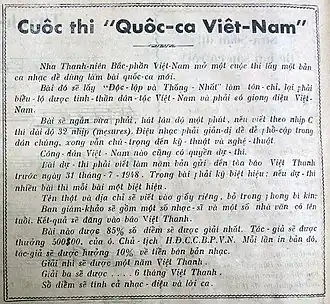 Cuôc thi "Quôc-ca Viêt-Nam"
Nha Thanh-niên Bắc-phần Việt-Nam mở một cuộc thi lấy một bản
ca nhạc để dùng làm bài quốc-ca mới.
Bài đó sẽ lấy "Độc-lập và Thống-Nhất" làm tôn-chỉ, lại phải
biểu-lộ được tinh-thần dân-tộc Việt-Nam và phải có giọng điệu Việt-
Nam.
Bài sẽ ngắn vừa phải, hát lấn độ một phút, nếu viết theo nhịp C
thì dài độ 32 nhịp (mesures). Điệu nhạc phải giản-dị dễ dễ phổ-cập trong
dân chúng, xong vẫn chú-trọng đến kỹ-thuật và nghệ-thuật.
Công-dân Việt-Nam nào cũng có quyền dự-thi.
Bài dự-thi phải viết làm năm bản gửi đến tòa báo Việt Thanh
trước ngày 31 tháng 7-1948. Trong bài phải ký biệt hiệu; nếu dự-thi
nhiều bài thì mỗi bài một biệt hiệu.
Tên thật và địa chỉ sẽ viết vào giấy riêng, bỏ trong phong bì kín;
Ban giám-khảo sẽ gồm một số nhạc-sĩ và một số nhà văn có tên
tuổi. Kết-quả sẽ đăng vào báo Việt Thanh.
Bài nào được 85% số điểm sẽ được giải nhất. Tác-giả sẽ được
thưởng 500$00. của ô. Chủ-tịch H.Đ.C.C.B.P.V.N. Mỗi lần in bản đó,
tác-giả sẽ được hưởng 10% về tiền bán bản nhạc.
Giải nhì sẽ được một năm Việt Thanh.
Giải ba sẽ được . . . . 6 tháng Việt Thanh.
Số điểm sẽ tính cả nhạc-điệu và lời ca.